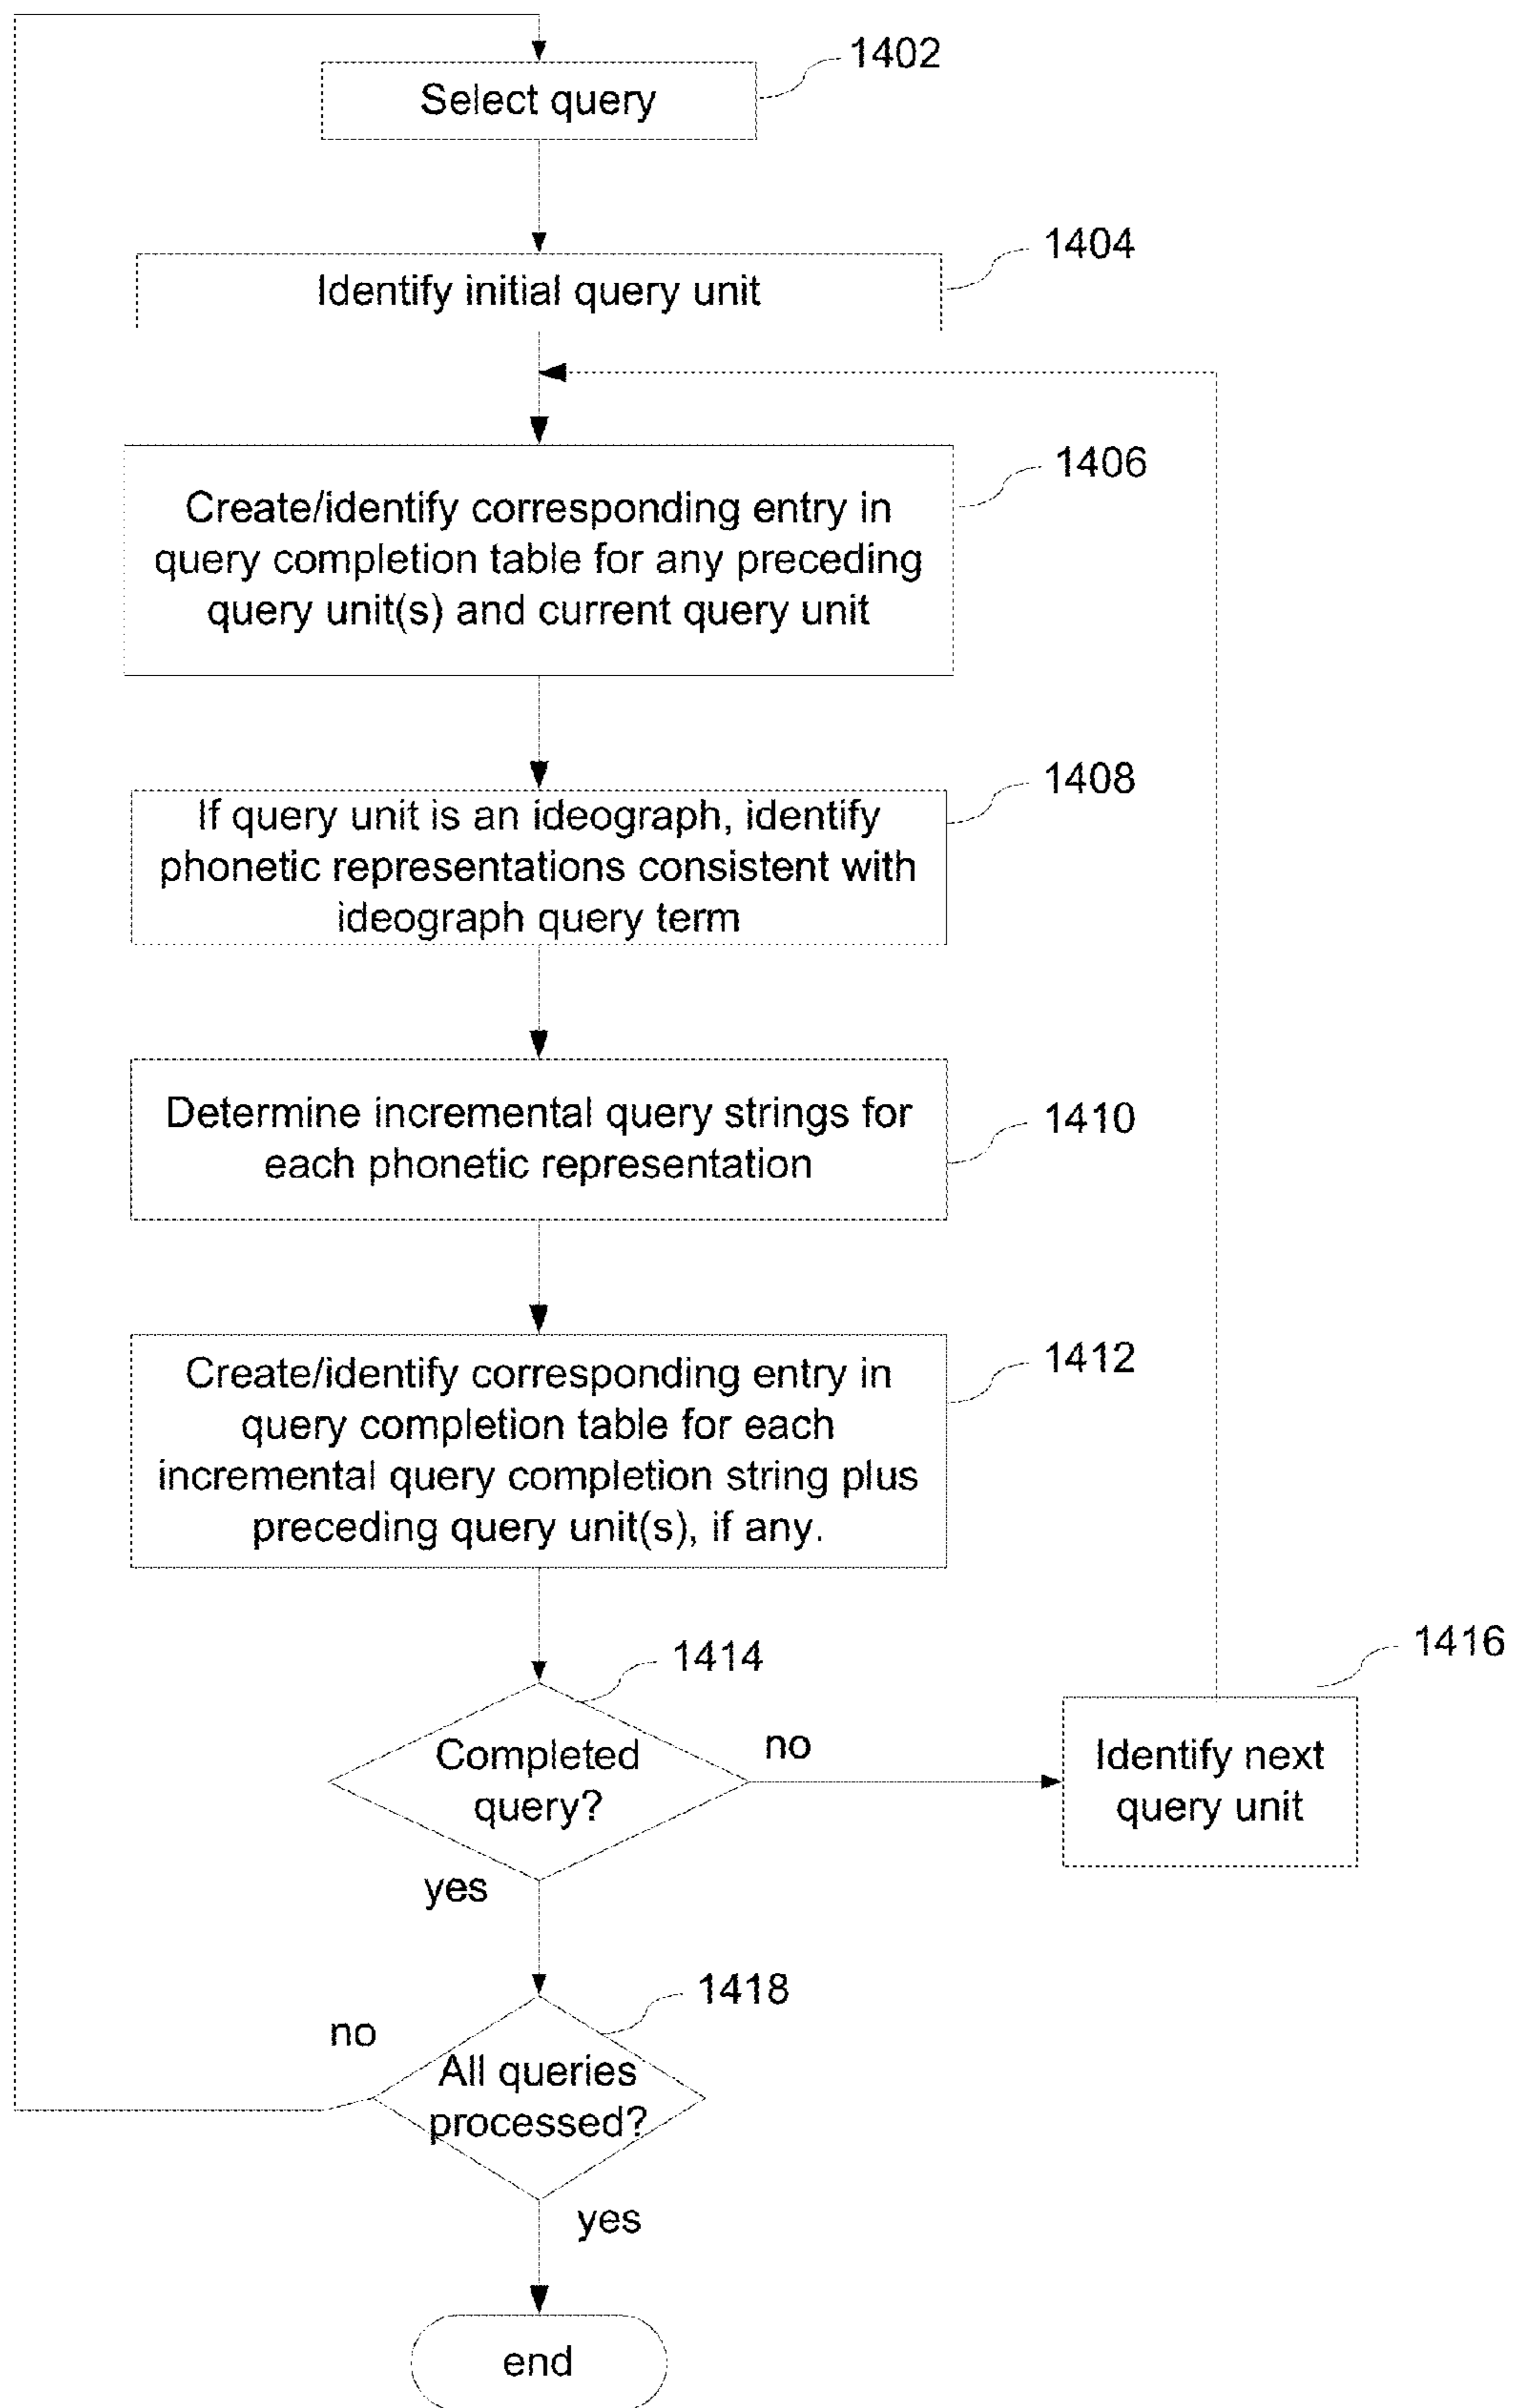 1402
Select query
1404
Identify initial query unit
1406
Create/identify corresponding entry in
query completion table for any preceding
query unit(s) and current query unit
1408
If query unit is an ideograph, identify
phonetic representations consistent with
ideograph query term
Determine incremental query strings for
each phonetic representation
1410
1412
Create/identify corresponding entry in
query completion table for each
incremental query completion string plus
preceding query unit(s), if any.
1414
1416
Completed
query?
no
Identify next
query unit
yes
1418
no
All queries
processed?
yes
end